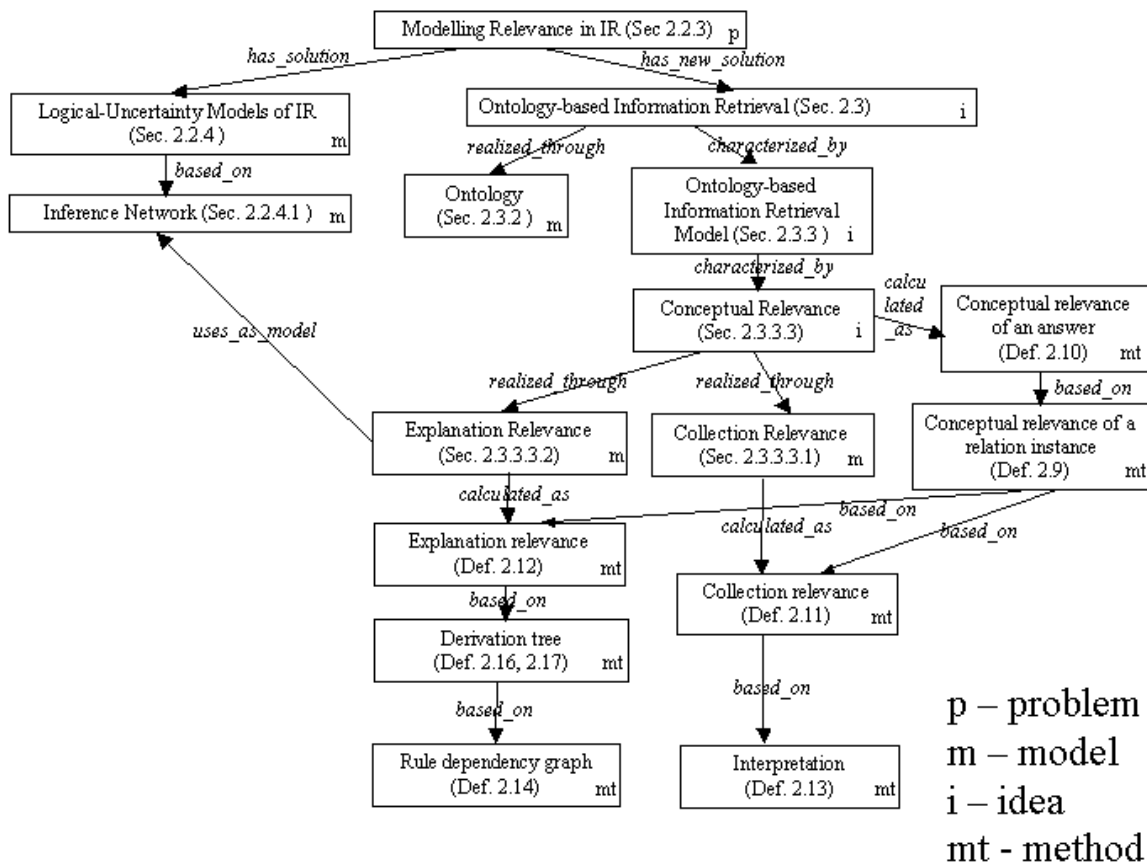 Modelling Relevance in IR (Sec 2.2.3) p
has_solution
has_new_solution
Logical-Uncertainty Models of IR
(Sec. 2.2.4 ) m
Ontology-based Information Retrieval (Sec. 2.3) i
realized_through
characterized_by
based_on
Ontology
(Sec. 2.3.2 ) m
Ontology-based
Information Retrieval
Model (Sec. 2.3.3 ) i
Inference Network (Sec. 2.2.4.1 ) m
characterized_by
uses_as_model
Conceptual Relevance
(Sec. 2.3.3.3) i
calcu
lated
_as
Conceptual relevance
of an answer
(Def. 2.10) mt
realized_through
realized_through
based_on
Explanation Relevance
(Sec. 2.3.3.3.2) m
Collection Relevance
(Sec. 2.3.3.3.1) m
Conceptual relevance of a
relation instance
(Def. 2.9) mt
calculated_as
based_on
calculated_as
based_on
Explanation relevance
(Def. 2.12) mt
Collection relevance
(Def. 2.11) mt
based_on
Derivation tree
(Def. 2.16, 2.17) mt
based_on
based_on
Rule dependency graph
(Def. 2.14) mt
Interpretation
(Def. 2.13) mt
p – problem
m – model
i – idea
mt - method